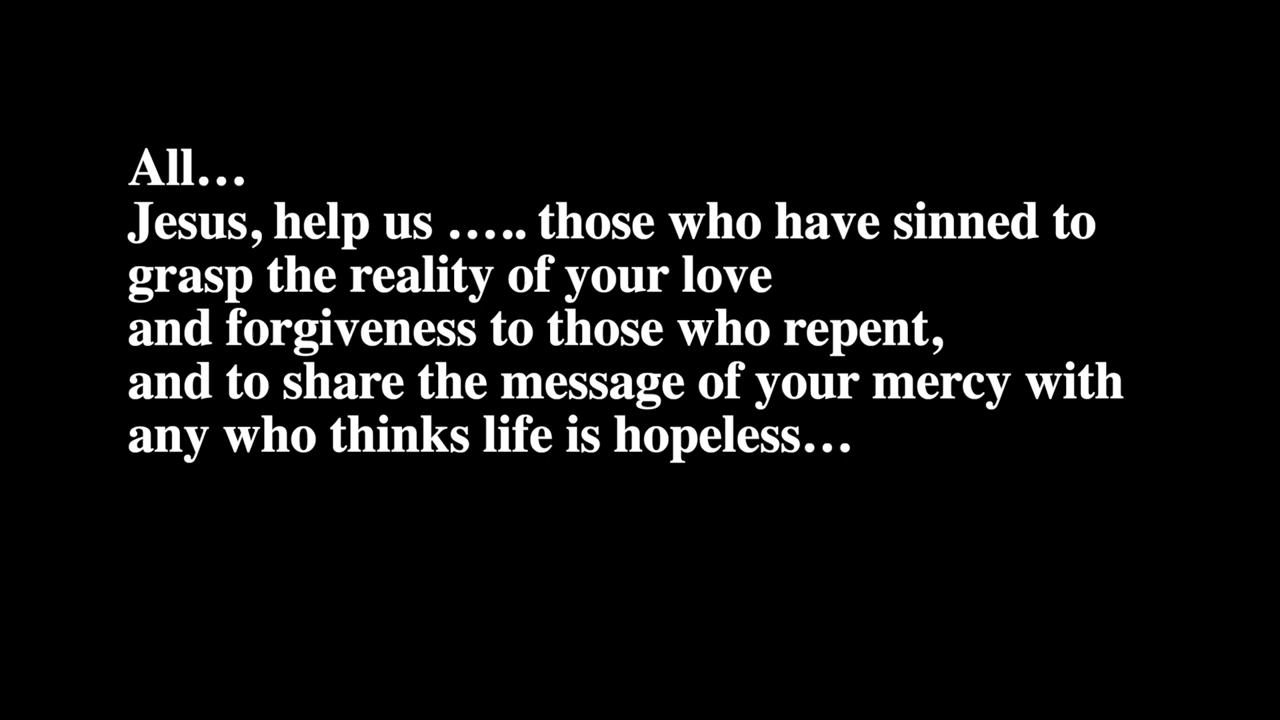 All…
Jesus, help us ….. those who have sinned to
grasp the reality of your love
and forgiveness to those who repent,
and to share the message of your mercy with
any who thinks life is hopeless…